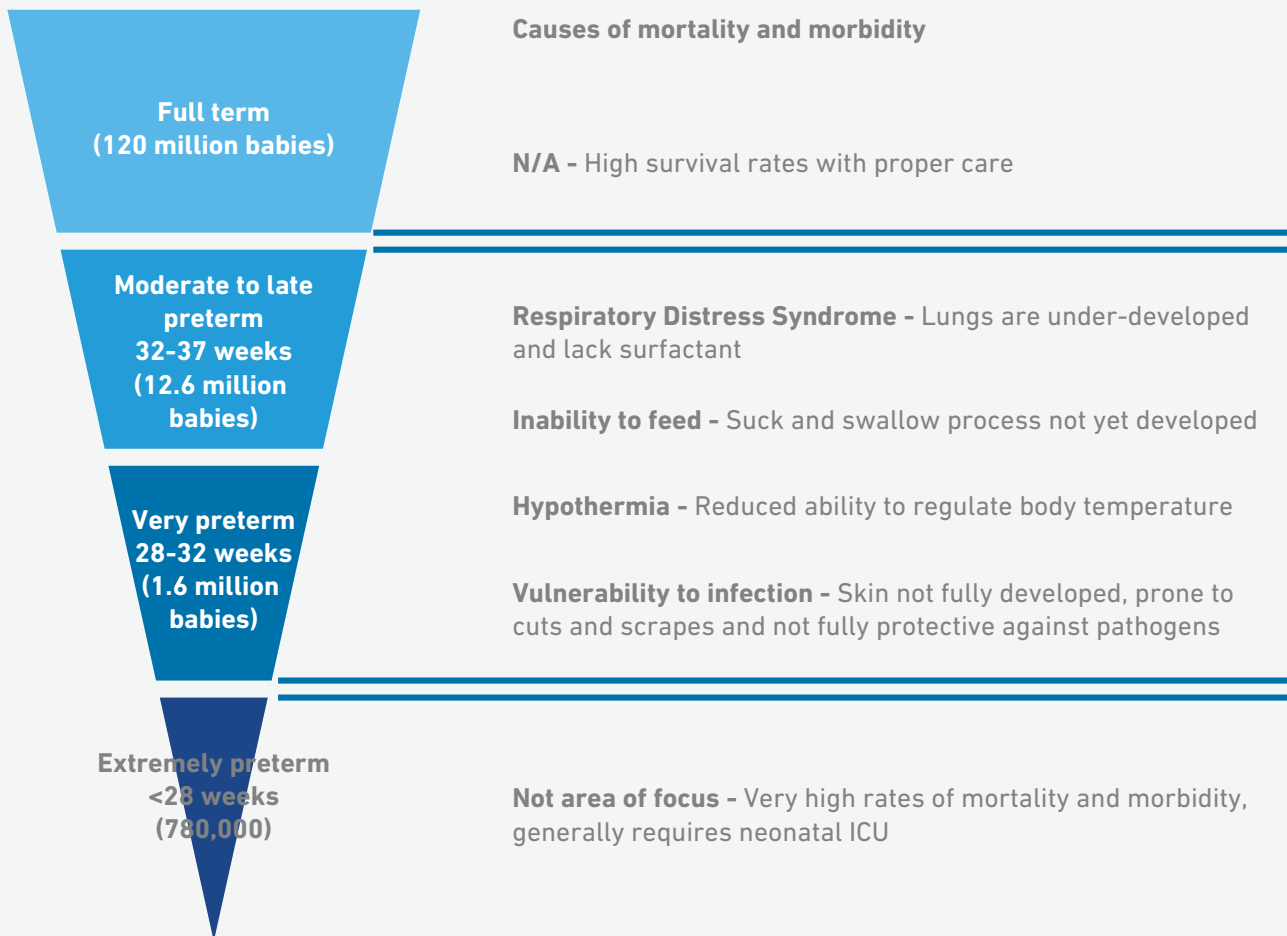 Causes of mortality and morbidity
Full term
(120 million babies)
N/A - High survival rates with proper care
Moderate to late
preterm
32-37 weeks
(12.6 million
babies)
Respiratory Distress Syndrome - Lungs are under-developed
and lack surfactant
Inability to feed - Suck and swallow process not yet developed
Very preterm
28-32 weeks
(1.6 million
babies)
Hypothermia - Reduced ability to regulate body temperature
Vulnerability to infection - Skin not fully developed, prone to
cuts and scrapes and not fully protective against pathogens
Extremely preterm
<28 weeks
(780,000)
Not area of focus - Very high rates of mortality and morbidity,
generally requires neonatal ICU